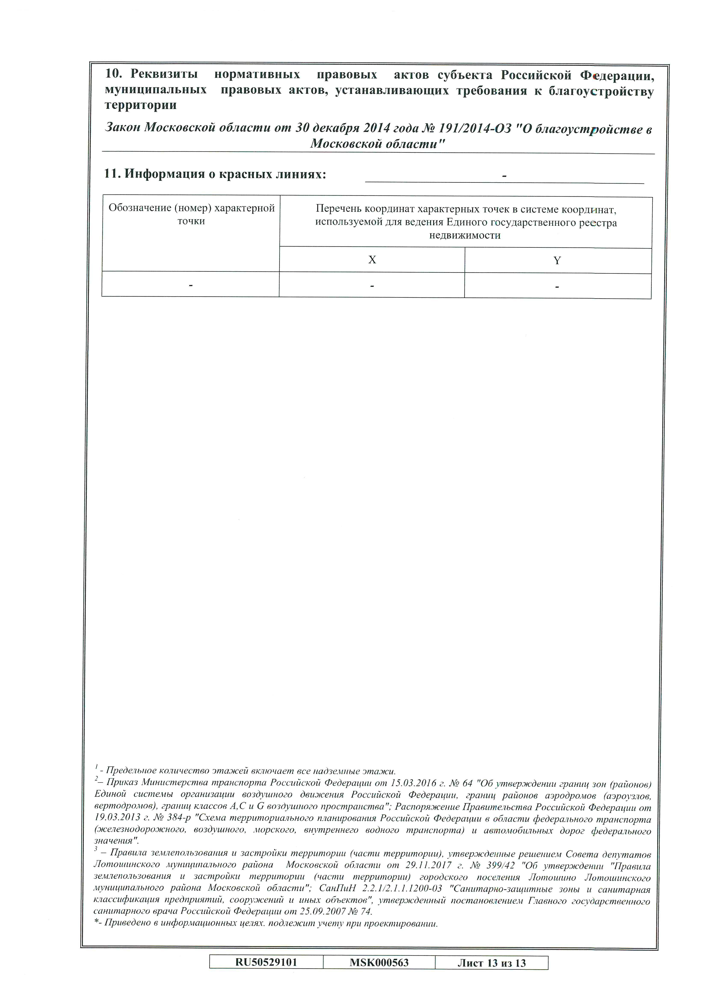 10. Реквизиты нормативных правовых актов субъекта Российской Федерации,
муниципальных правовых актов, устанавливающих требования к благоустройству
территории
Закон Московской области от 30 декабря 2014 года № 191/2014-ОЗ "О благоустройстве в
Московской области"
11. Информация о красных линиях: -
Обозначение (номер) характерной
точки
Перечень координат характерных точек в системе координат,
используемой для ведения Единого государственного реестра
недвижимости
X Y
- - -
1 - Предельное количество этажей включает все надземные этажи.
2– Приказ Министерства транспорта Российской Федерации от 15.03.2016 г. № 64 "Об утверждении границ зон (районов)
Единой системы организации воздушного движения Российской Федерации, границ районов аэродромов (аэроузлов,
вертодромов), границ классов А,С и G воздушного пространства"; Распоряжение Правительства Российской Федерации от
19.03.2013 г. № 384-р "Схема территориального планирования Российской Федерации в области федерального транспорта
(железнодорожного, воздушного, морского, внутреннего водного транспорта) и автомобильных дорог федерального
значения".
3 – Правила землепользования и застройки территории (части территории), утвержденные решением Совета депутатов
Лотошинского муниципального района Московской области от 29.11.2017 г. № 399/42 "Об утверждении "Правила
землепользования и застройки территории (части территории) городского поселения Лотошино Лотошинского
муниципального района Московской области"; СанПиН 2.2.1/2.1.1.1200-03 "Санитарно-защитные зоны и санитарная
классификация предприятий, сооружений и иных объектов", утвержденный постановлением Главного государственного
санитарного врача Российской Федерации от 25.09.2007 № 74.
*- Приведено в информационных целях. подлежит учету при проектировании.
RU50529101 MSK000563 Лист 13 из 13